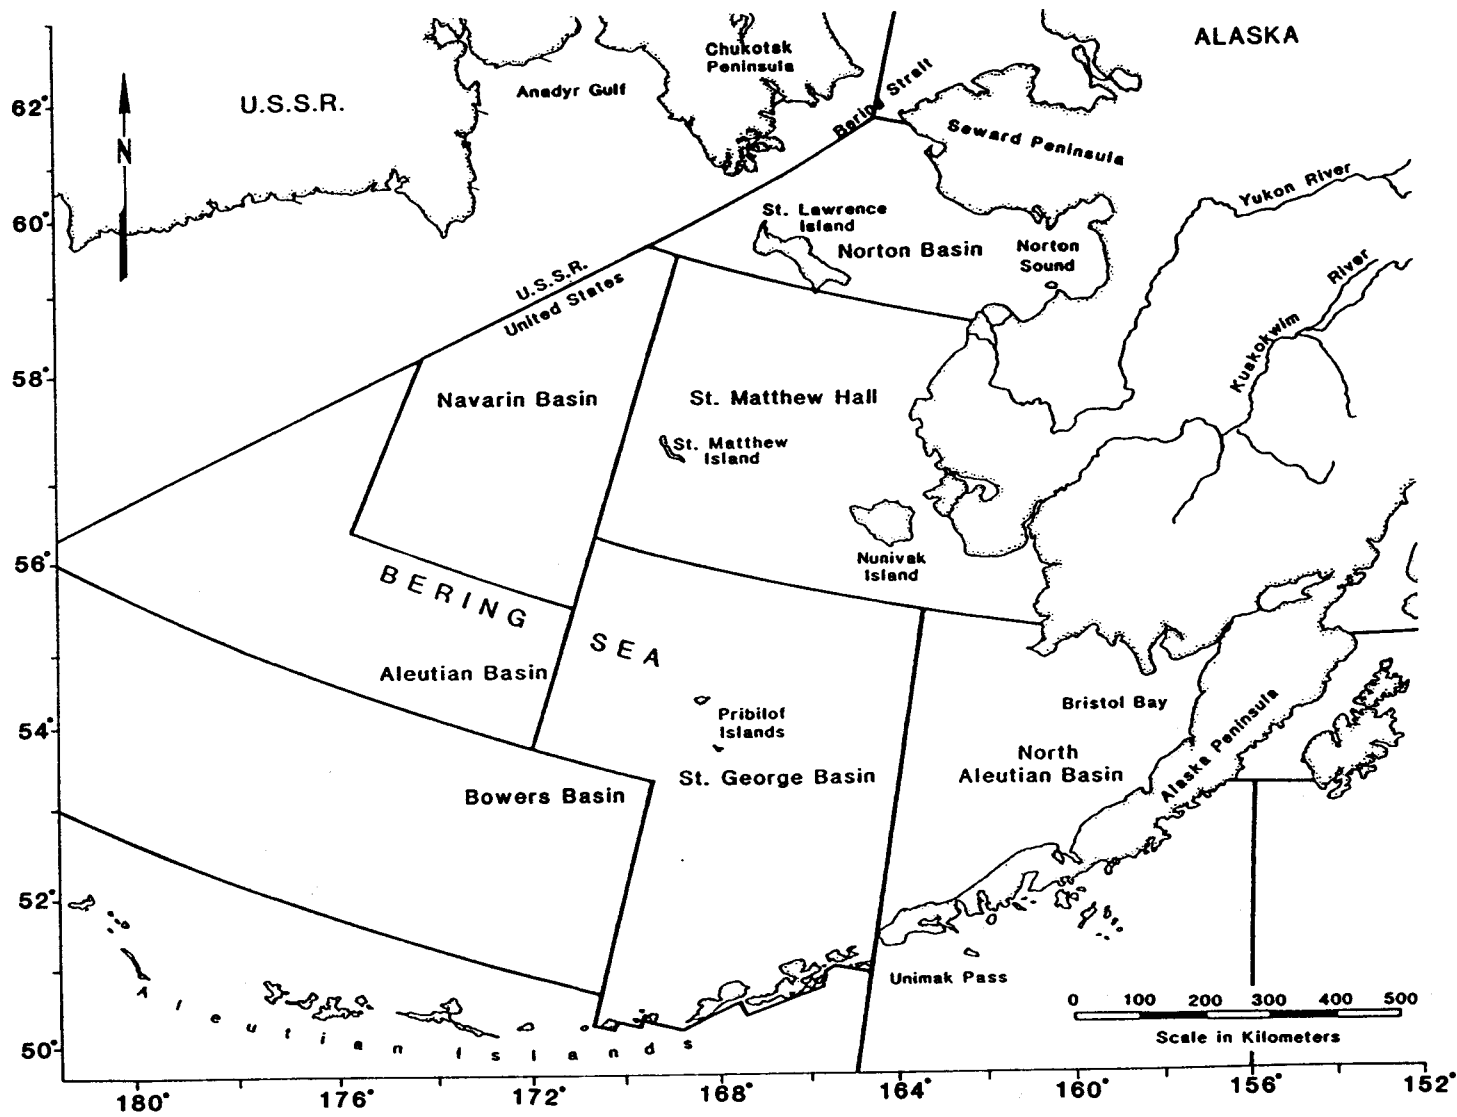 ALASKA
Chukotsk
Peninsula
Anadyr Gulf
U.S.S.R.
62°
N
Bering Strait
Seward Peninsula
Yukon River
60°
St. Lawrence
Island
Norton Basin
Norton
Sound
U.S.S.R.
United States
River
Kuskokwim
58°
Navarin Basin
St. Matthew Hall
St. Matthew
Island
Nunivak
Island
56°
BERING
SEA
Aleutian Basin
Pribilof
Islands
Bristol Bay
Alaska Peninsula
54°
North
Aleutian Basin
St. George Basin
Bowers Basin
52°
Unimak Pass
Aleutian Islands
0 100 200 300 400 500
Scale in Kilometers
50°
180° 176° 172° 168° 164° 160° 156° 152°